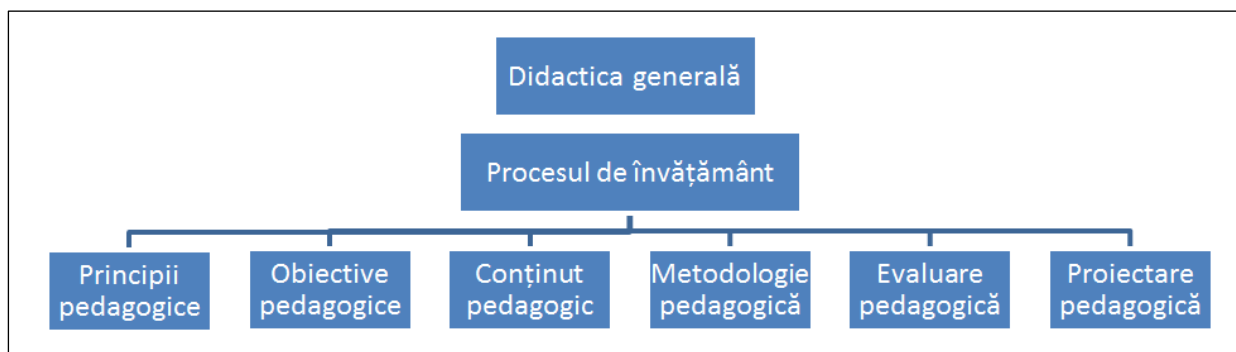 Didactica generală
Procesul de învățământ
Principii
pedagogice
Obiective
pedagogice
Conținut
pedagogic
Metodologie
pedagogică
Evaluare
pedagogică
Proiectare
pedagogică